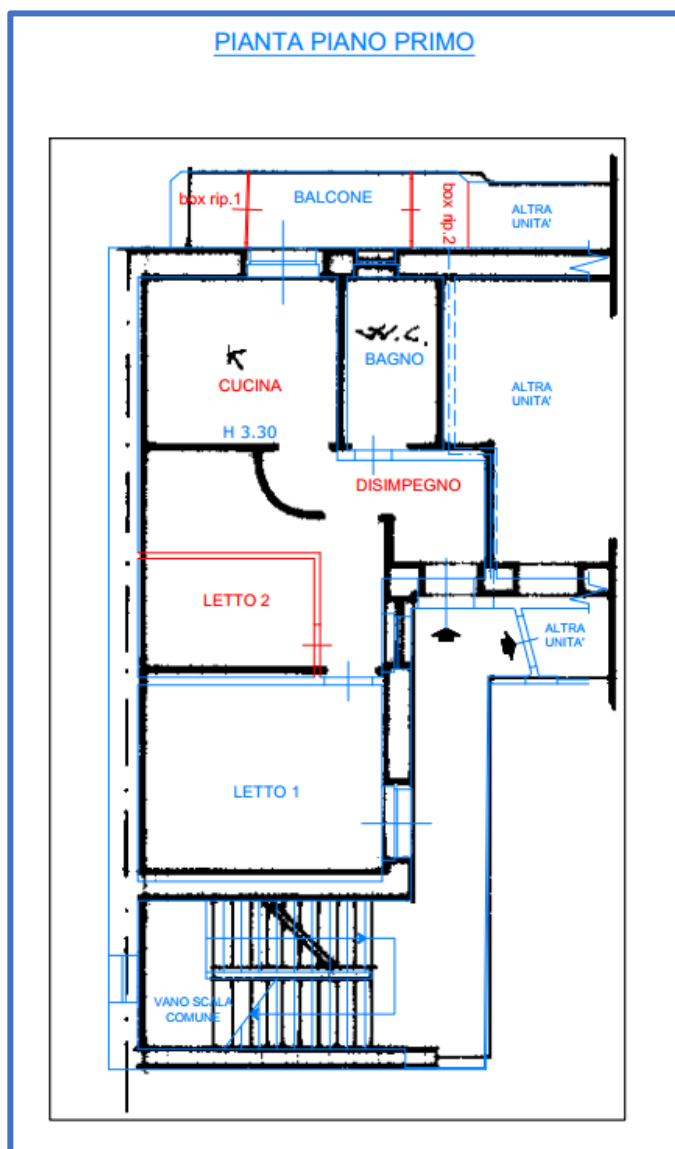 PIANTA PIANO PRIMO
box rip.1
BALCONE
box rip.2
ALTRA
UNITA'
K
W.C.
BAGNO
CUCINA
ALTRA
UNITA'
H 3.30
DISIMPEGNO
LETTO 2
ALTRA
UNITA'
LETTO 1
VANO SCALA
COMUNE